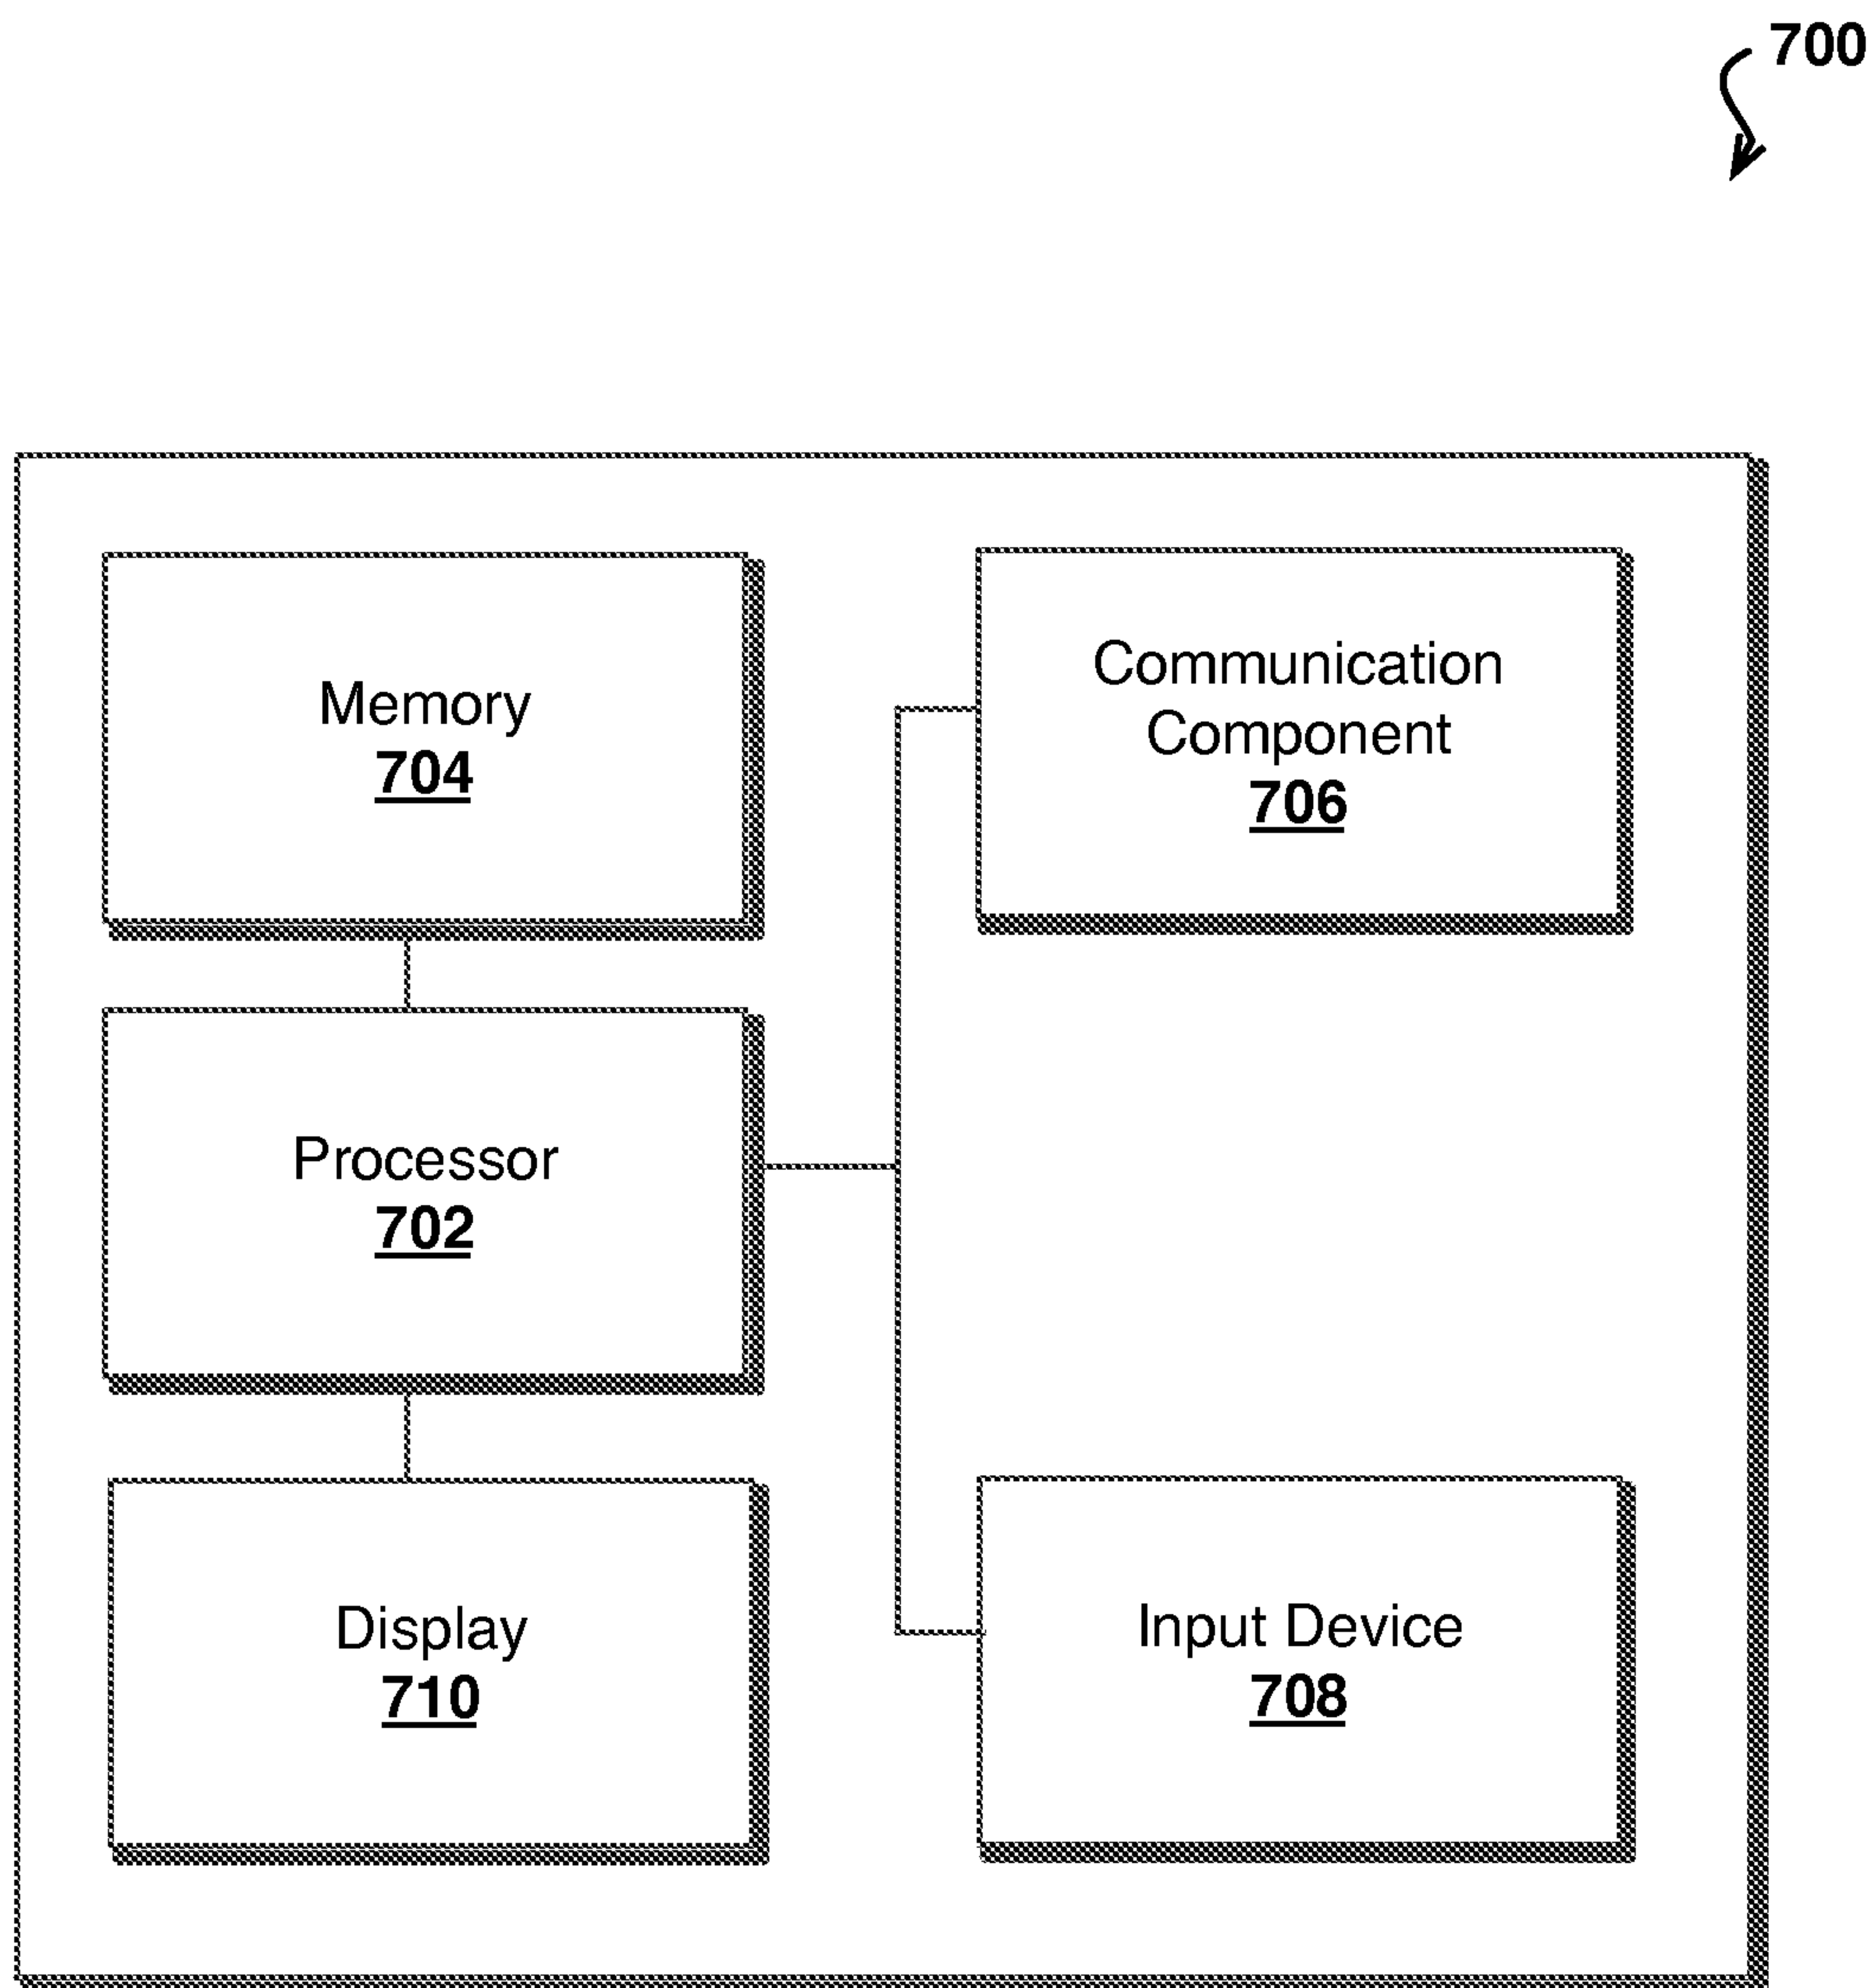 700
Memory
704
Communication
Component
706
Processor
702
Display
710
Input Device
708